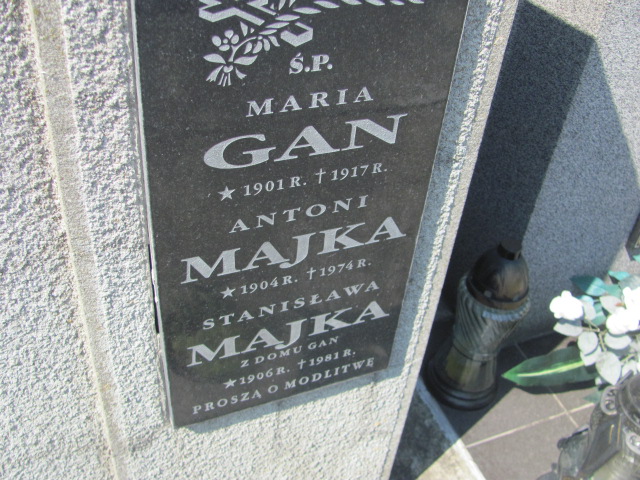 Ś.P.
MARIA
GAN
★ 1901 R. † 1917 R.
ANTONI
MAJKA
★ 1904 R. † 1974 R.
STANISŁAWA
MAJKA
Z DOMU GAN
★ 1906 R. † 1981 R.
PROSZĄ O MODLITWĘ